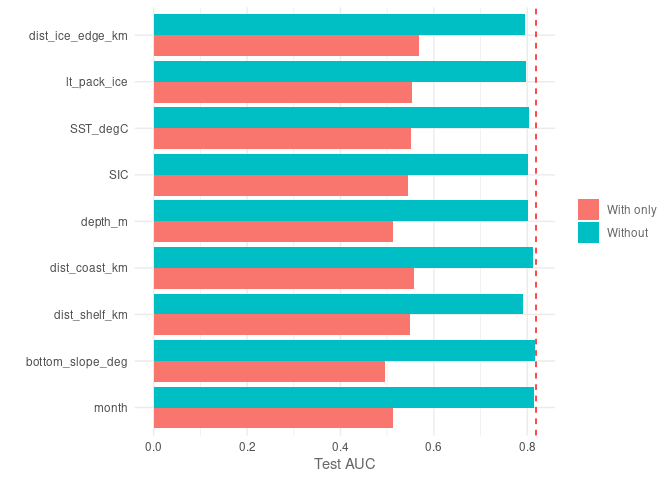 dist_ice_edge_km
lt_pack_ice
SST_degC
SIC
depth_m
dist_coast_km
dist_shelf_km
bottom_slope_deg
month
0.0 0.2 0.4 0.6 0.8
Test AUC
With only
Without